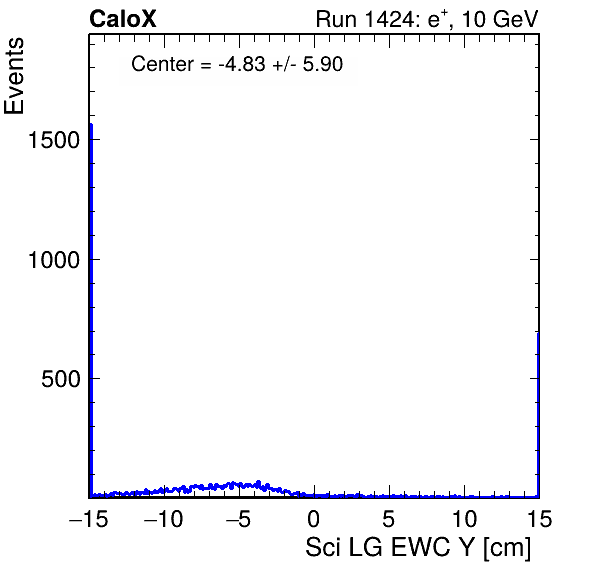 CaloX Run 1424: e⁺, 10 GeV
Center = -4.83 +/- 5.90
Events
1500
1000
500
−15 −10 −5 0 5 10 15
Sci LG EWC Y [cm]